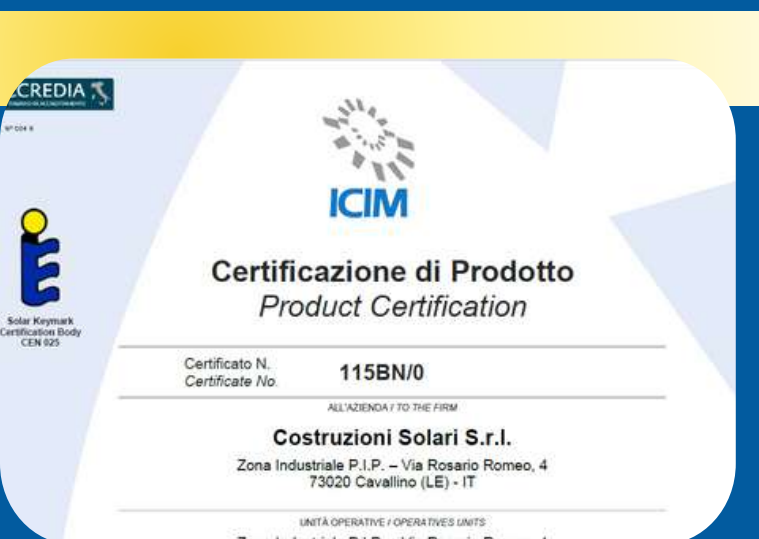 CREDIA
ICIM
Certificazione di Prodotto
Product Certification
Solar Keymark
Certification Body
CEN 025
Certificato N.
Certificate No.
115BN/0
ALL'AZIENDA / TO THE FIRM
Costruzioni Solari S.r.l.
Zona Industriale P.I.P. – Via Rosario Romeo, 4
73020 Cavallino (LE) - IT
UNITÀ OPERATIVE / OPERATIVES UNITS